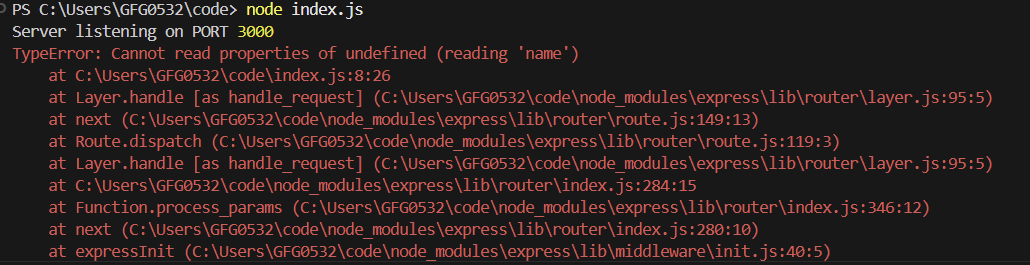 PS C:\Users\GFG0532\code> node index.js
Server listening on PORT 3000
TypeError: Cannot read properties of undefined (reading 'name')
    at C:\Users\GFG0532\code\index.js:8:26
    at Layer.handle [as handle_request] (C:\Users\GFG0532\code\node_modules\express\lib\router\layer.js:95:5)
    at next (C:\Users\GFG0532\code\node_modules\express\lib\router\route.js:149:13)
    at Route.dispatch (C:\Users\GFG0532\code\node_modules\express\lib\router\route.js:119:3)
    at Layer.handle [as handle_request] (C:\Users\GFG0532\code\node_modules\express\lib\router\layer.js:95:5)
    at C:\Users\GFG0532\code\node_modules\express\lib\router\index.js:284:15
    at Function.process_params (C:\Users\GFG0532\code\node_modules\express\lib\router\index.js:346:12)
    at next (C:\Users\GFG0532\code\node_modules\express\lib\router\index.js:280:10)
    at expressInit (C:\Users\GFG0532\code\node_modules\express\lib\middleware\init.js:40:5)